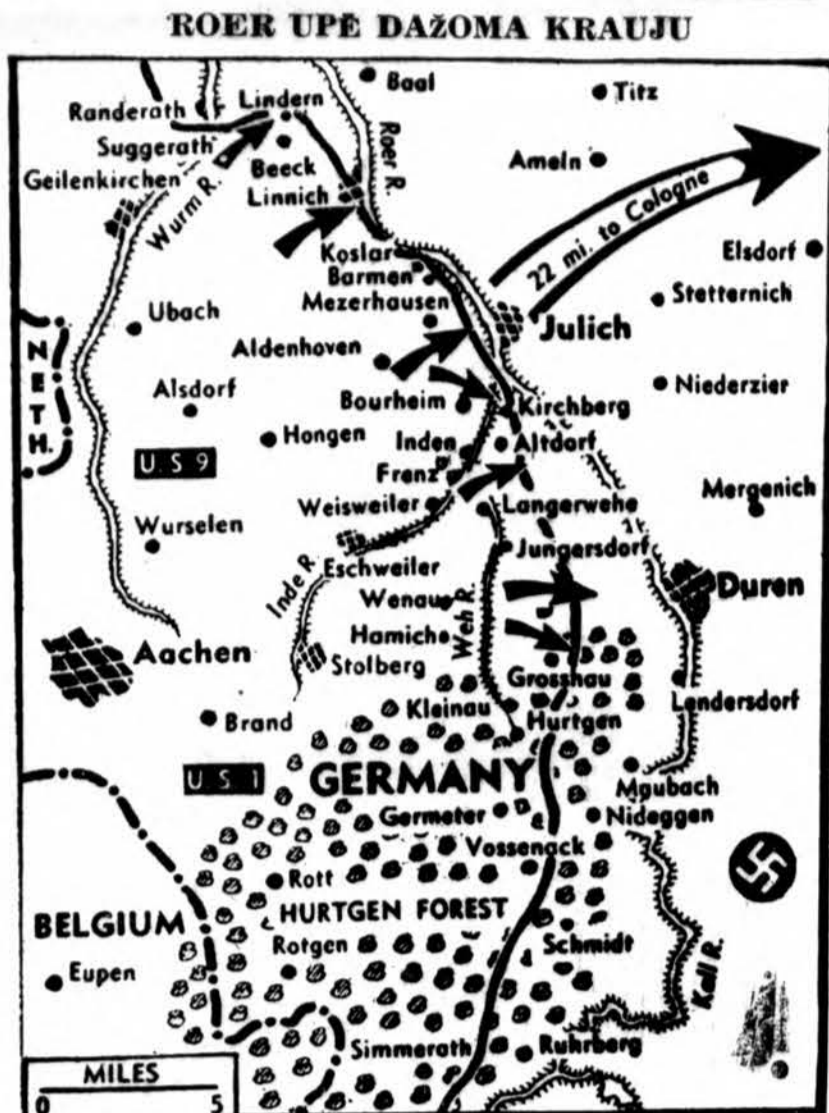 ROER UPĖ DAŽOMA KRAUJU
Baal
Titz
Randerath
Lindern
Suggerath
Beeck
Roer R.
Ameln
Geilenkirchen
Wurm R.
Linnich
22 mi. to Cologne
Elsdorf
Koslar
Barmen
Mezerhausen
Stetternich
Ubach
Julich
NETH.
Aldenhoven
Alsdorf
Bourheim
Kirchberg
Niederzier
Hongen
Inden
Altdorf
U.S 9
Frenz
Weisweiler
Langerwehe
Mergenich
Wurselen
Jungersdorf
Inde R.
Eschweiler
Wenau
Weh R.
Duren
Aachen
Hamich
Stolberg
Grosshau
Lendersdorf
Brand
Kleinau
Hurtgen
U S 1
GERMANY
Mgubach
Germeter
Nideggen
Vossenack
Rott
BELGIUM
HURTGEN FOREST
Rotgen
Schmidt
Eupen
Kall R.
Simmerath
Ruhrberg
MILES
0 5